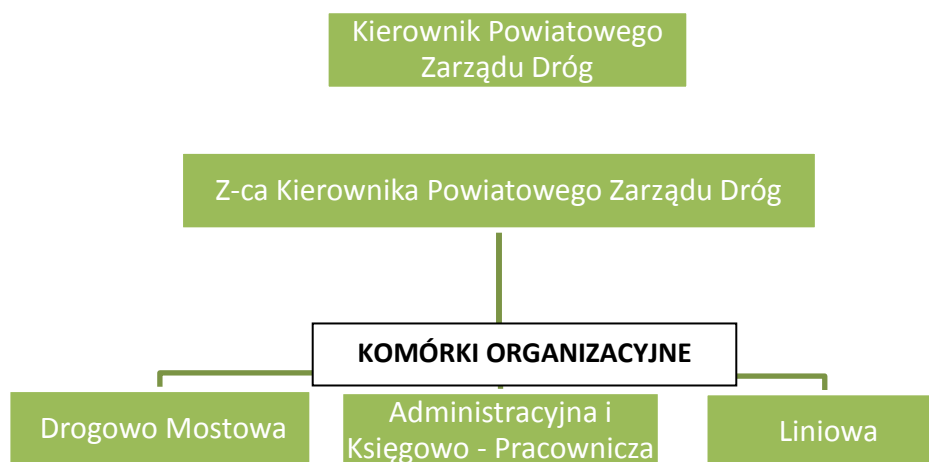 Kierownik Powiatowego
Zarządu Dróg
Z-ca Kierownika Powiatowego Zarządu Dróg
KOMÓRKI ORGANIZACYJNE
Drogowo Mostowa
Administracyjna i
Księgowo - Pracownicza
Liniowa